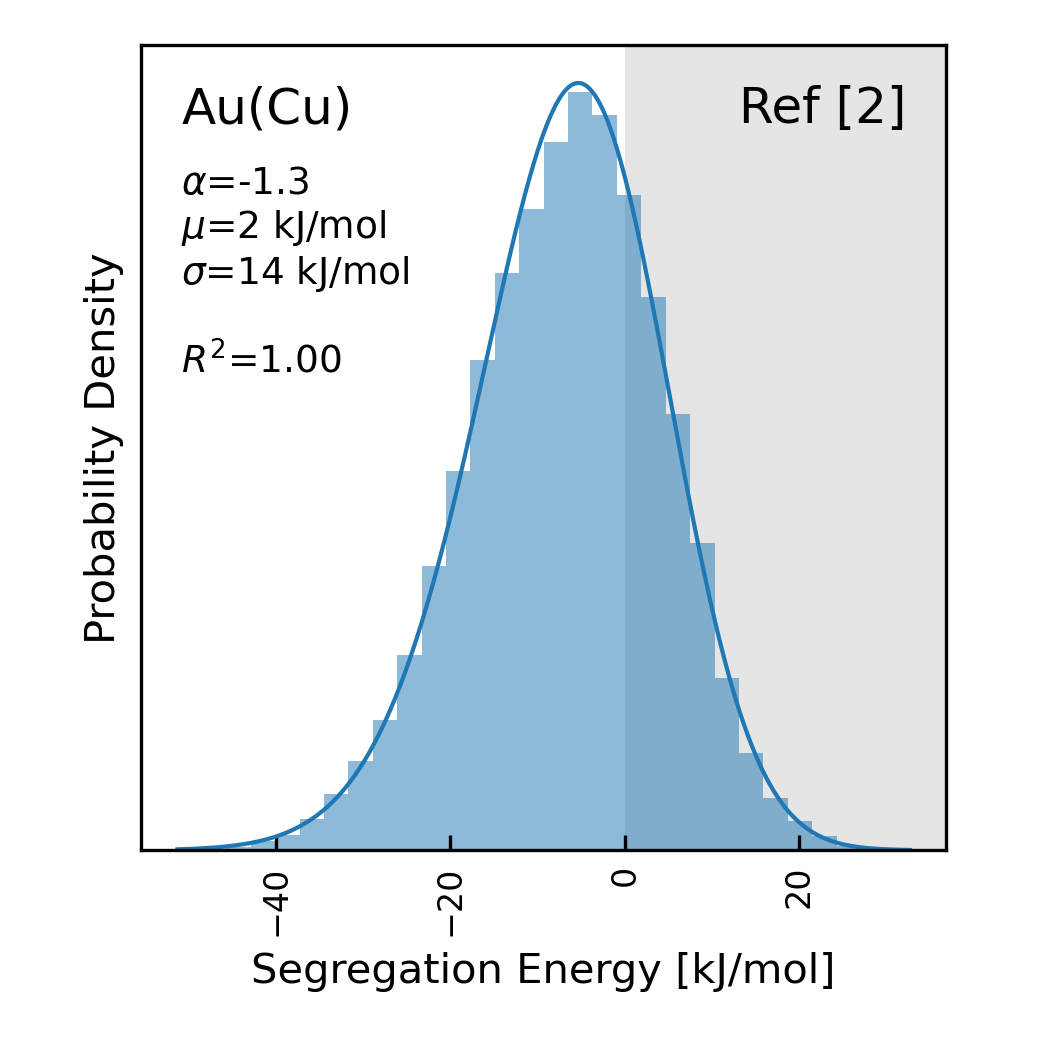 Au(Cu)
Ref [2]
α=-1.3
μ=2 kJ/mol
σ=14 kJ/mol
R²=1.00
Probability Density
−40
−20
0
20
Segregation Energy [kJ/mol]